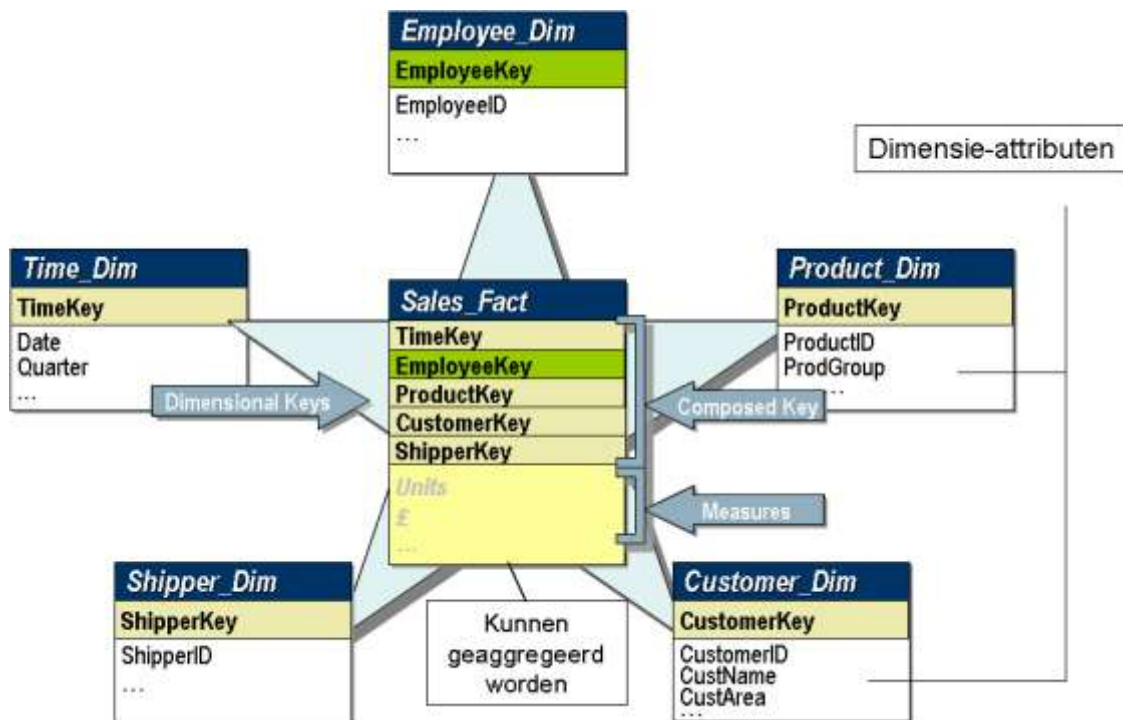 Employee_Dim
EmployeeKey
EmployeeID
...
Dimensie-attributen
Time_Dim
TimeKey
Date
Quarter
...
Dimensional Keys
Sales_Fact
TimeKey
EmployeeKey
ProductKey
CustomerKey
ShipperKey
Units
£
...
Product_Dim
ProductKey
ProductID
ProdGroup
...
Composed Key
Measures
Shipper_Dim
ShipperKey
ShipperID
...
Kunnen
geaggregeerd
worden
Customer_Dim
CustomerKey
CustomerID
CustName
CustArea
...